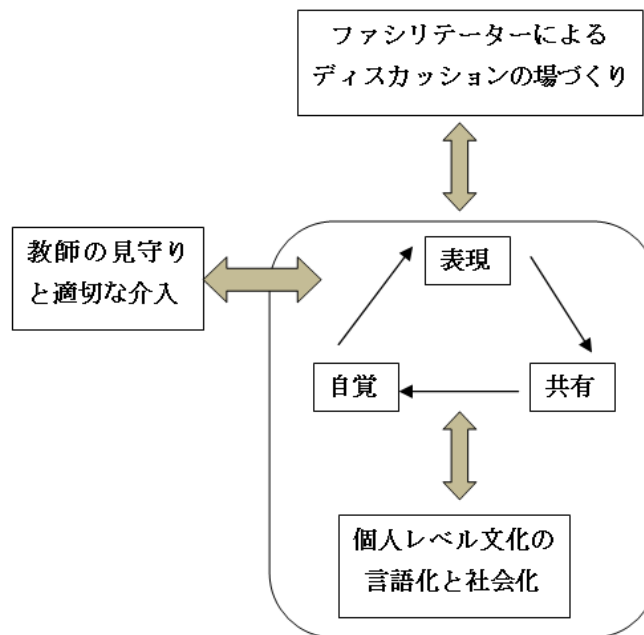 ファシリテーターによる
ディスカッションの場づくり
教師の見守り
と適切な介入
表現
自覚
共有
個人レベル文化の
言語化と社会化